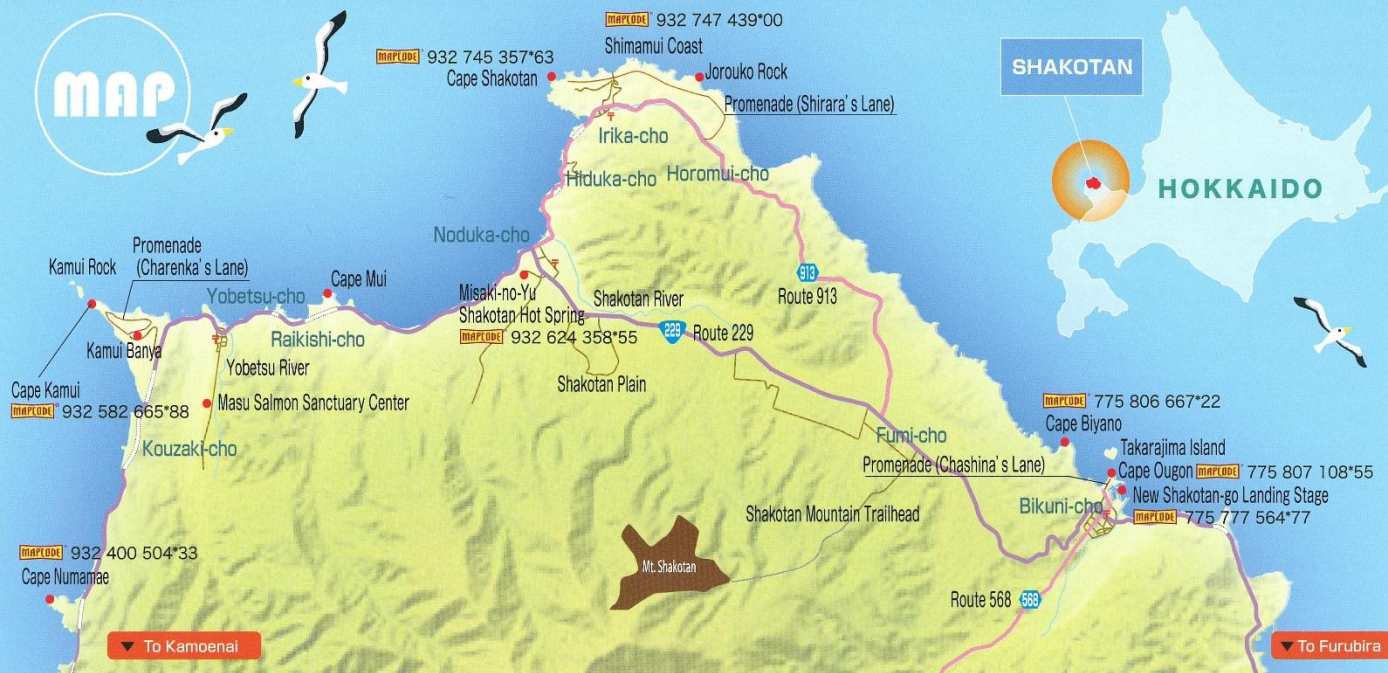 MAP
MAPCODE 932 747 439*00
Shimamui Coast
MAPCODE 932 745 357*63
Cape Shakotan
Jorouko Rock
Promenade (Shirara's Lane)
Irika-cho
Hiduka-cho
Horomui-cho
SHAKOTAN
HOKKAIDO
Noduka-cho
Promenade
(Charenka's Lane)
Kamui Rock
Yobetsu-cho
Cape Mui
Raikishi-cho
Kamui Banya
Yobetsu River
Cape Kamui
MAPCODE 932 582 665*88
Masu Salmon Sanctuary Center
Kouzaki-cho
Misaki-no-Yu
Shakotan Hot Spring
MAPCODE 932 624 358*55
Shakotan River
913
Route 913
229 Route 229
Shakotan Plain
Fumi-cho
MAPCODE 775 806 667*22
Cape Biyano
Takarajima Island
Cape Ougon MAPCODE 775 807 108*55
New Shakotan-go Landing Stage
MAPCODE 775 777 564*77
Promenade (Chashina's Lane)
Bikuni-cho
Shakotan Mountain Trailhead
Mt. Shakotan
MAPCODE 932 400 504*33
Cape Numamae
Route 568 568
▼ To Kamoenai
▼ To Furubira